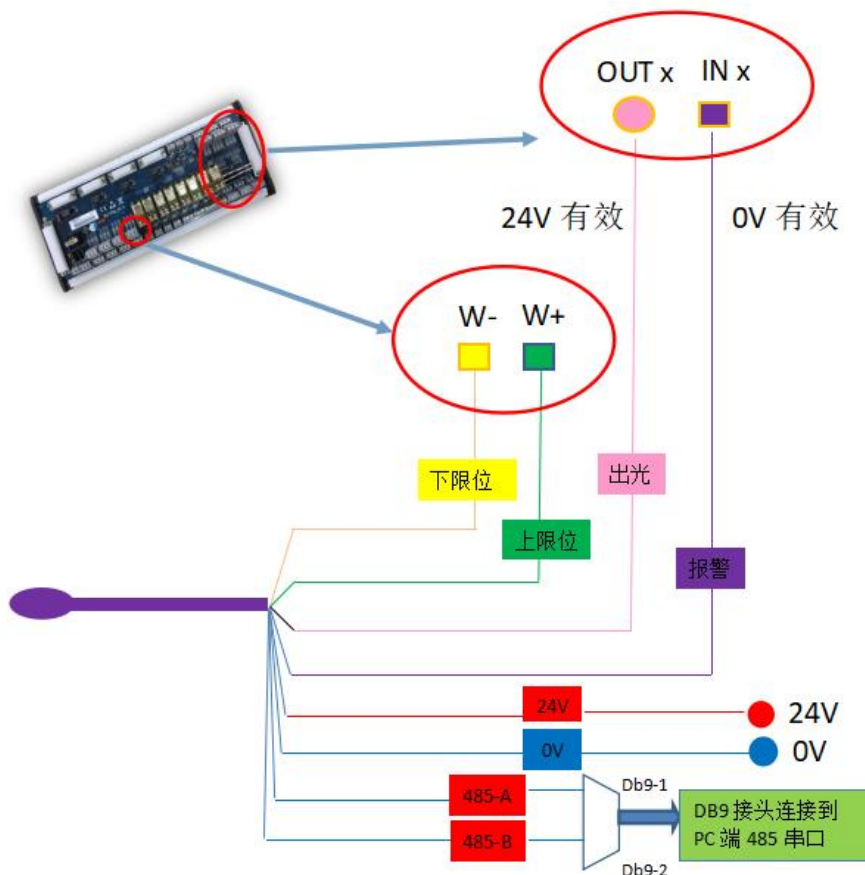 OUT x IN x
24V 有效 0V 有效
W- W+
下限位
出光
上限位
报警
24V 24V
0V 0V
485-A
Db9-1
DB9 接头连接到
PC 端 485 串口
485-B
Db9-2